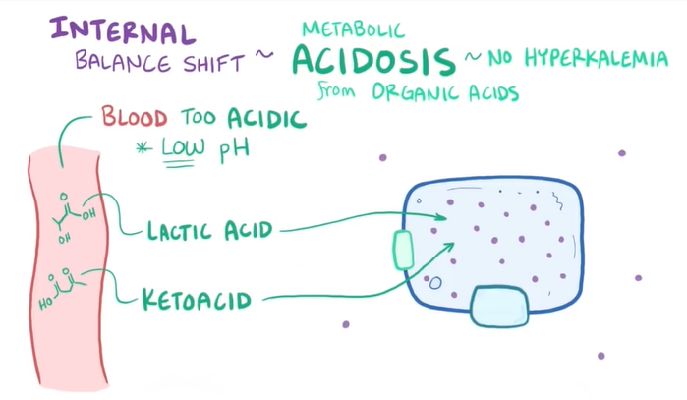 INTERNAL
BALANCE SHIFT ~
METABOLIC
ACIDOSIS
from ORGANIC ACIDS
~ NO HYPERKALEMIA
BLOOD TOO ACIDIC
* LOW pH
OH
OH
LACTIC ACID
HO
KETOACID